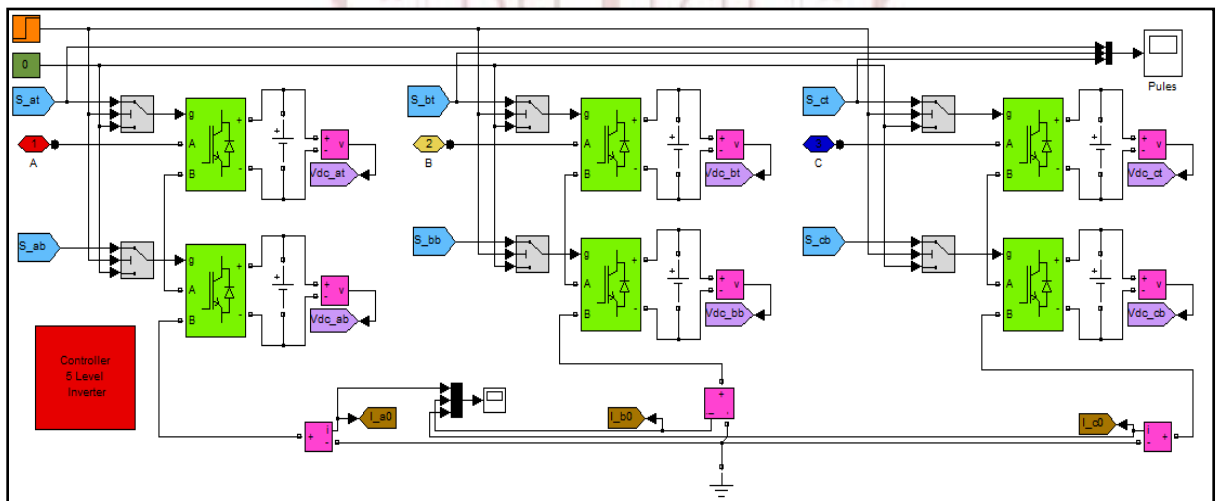 0
S_at
S_bt
S_ct
Pules
g
+
g
+
g
+
1
A
+
-
v
2
B
+
-
v
3
C
+
-
v
A
A
A
Vdc_at
Vdc_bt
Vdc_ct
B
-
B
-
B
-
S_ab
S_bb
S_cb
g
+
g
+
g
+
A
+
-
v
A
+
-
v
A
+
-
v
Vdc_ab
Vdc_bb
Vdc_cb
B
-
B
-
B
-
Controller
5 Level
Inverter
+
i
-
I_a0
I_b0
+
-
I_c0
i
-
+